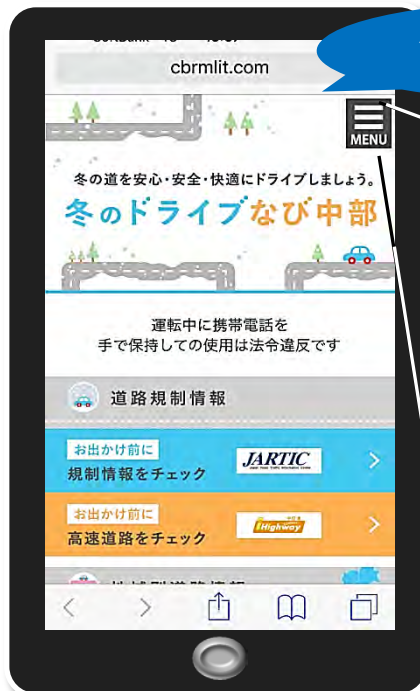 cbrmlit.com
MENU
冬の道を安心・安全・快適にドライブしましょう。
冬のドライブなび中部
運転中に携帯電話を
手で保持しての使用は法令違反です
道路規制情報
お出かけ前に
規制情報をチェック
JARTIC
お出かけ前に
高速道路をチェック
iHighway